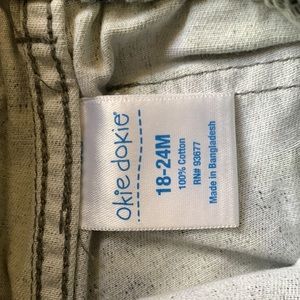 okie dokie
18-24M
100% Cotton
RN# 93677
Made in Bangladesh